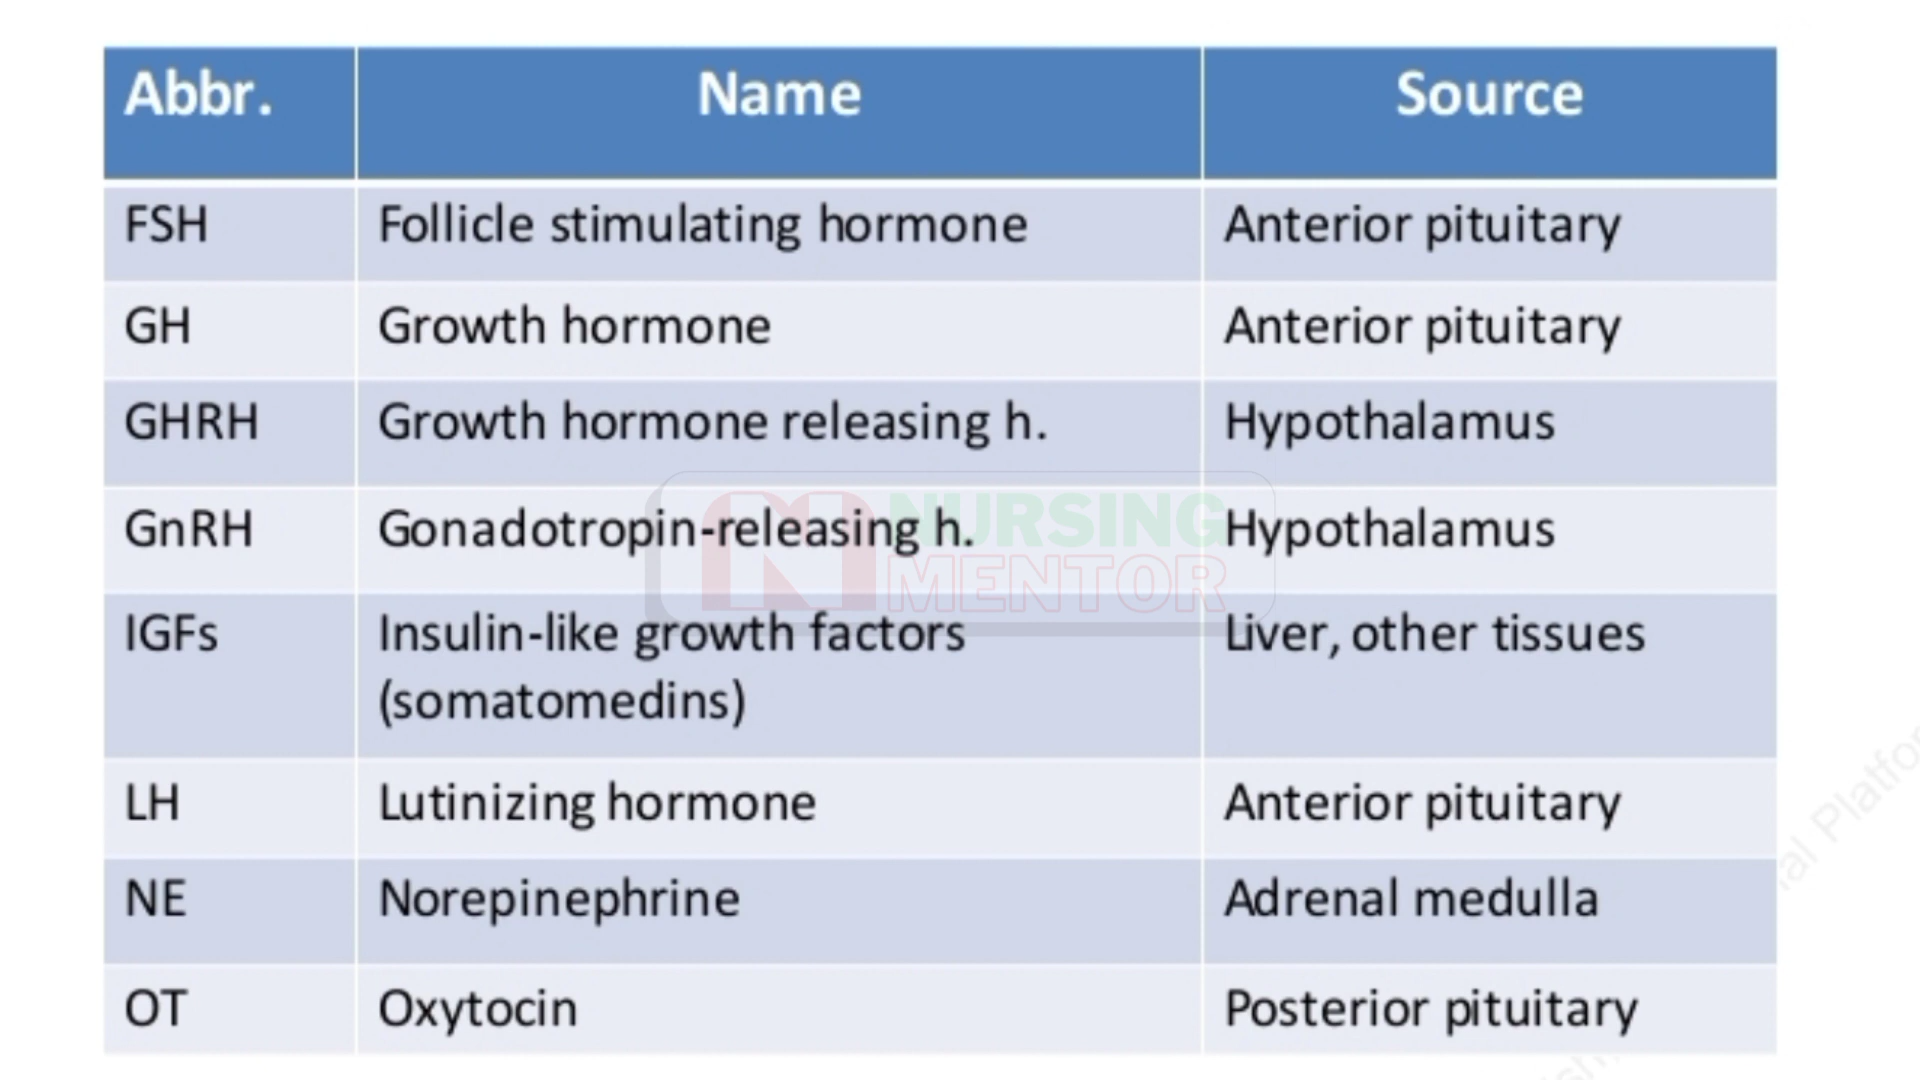 Abbr. Name Source
FSH Follicle stimulating hormone Anterior pituitary
GH Growth hormone Anterior pituitary
GHRH Growth hormone releasing h. Hypothalamus
GnRH Gonadotropin-releasing h. Hypothalamus
NURSING
MENTOR
IGFs Insulin-like growth factors Liver, other tissues
(somatomedins)
LH Lutinizing hormone Anterior pituitary
NE Norepinephrine Adrenal medulla
OT Oxytocin Posterior pituitary